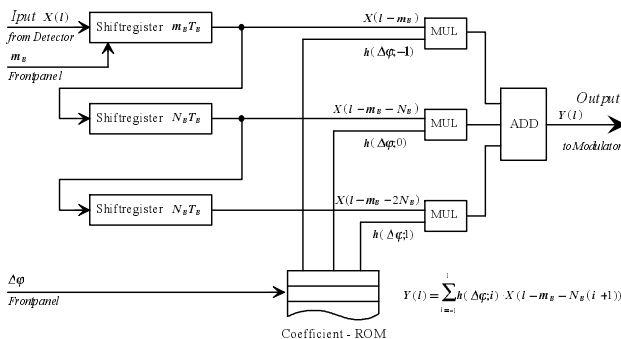 Iput X(l)
from Detector
m_B
Frontpanel
Shiftregister m_B T_B
X(l – m_B)
h(Δφ;–1)
MUL
Shiftregister N_B T_B
X(l – m_B – N_B)
h(Δφ;0)
MUL
ADD
Output
Y(l)
to Modulator
Shiftregister N_B T_B
X(l – m_B – 2N_B)
h(Δφ;1)
MUL
Δφ
Frontpanel
Coefficient - ROM
Y(l) = ∑_{i=–1}^{1} h(Δφ;i) · X(l – m_B – N_B(i + 1))